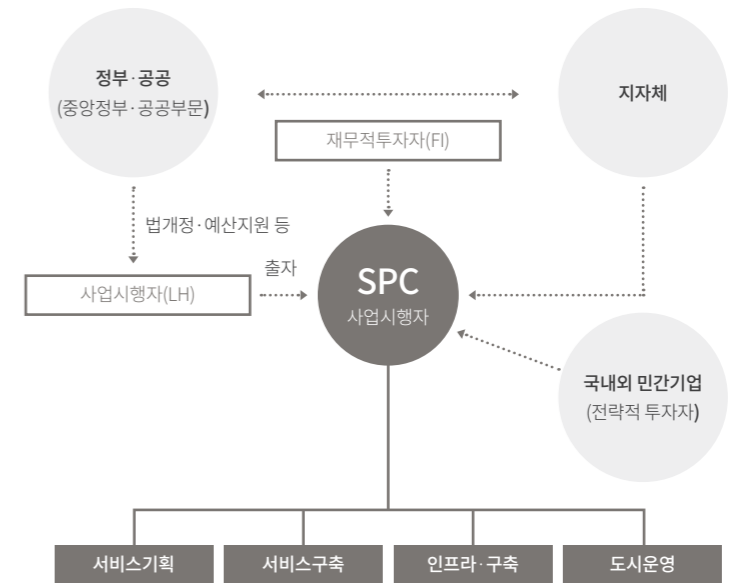 정부·공공
(중앙정부·공공부문)
지자체
재무적투자자(FI)
법개정·예산지원 등
출자
사업시행자(LH)
SPC
사업시행자
국내외 민간기업
(전략적 투자자)
서비스기획
서비스구축
인프라·구축
도시운영